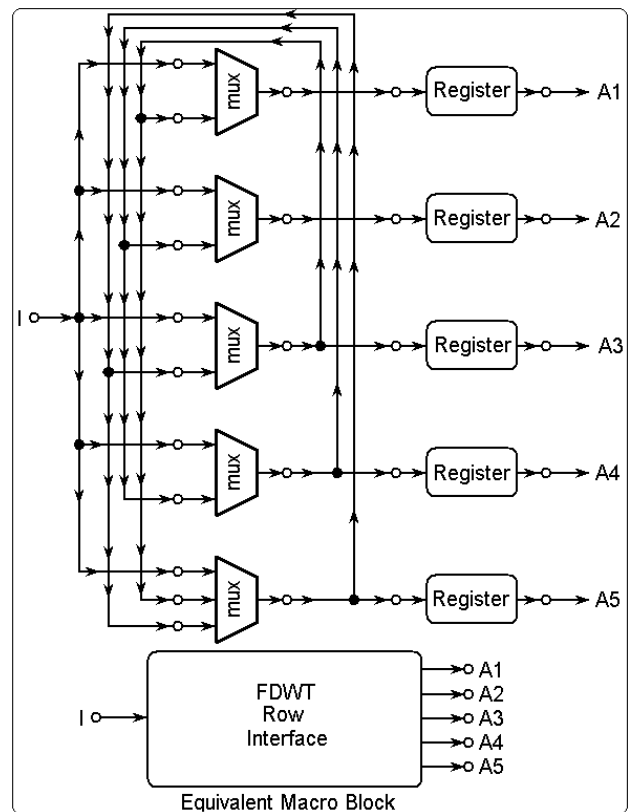 mux
Register
A1
mux
Register
A2
I
mux
Register
A3
mux
Register
A4
mux
Register
A5
I
FDWT
Row
Interface
A1
A2
A3
A4
A5
Equivalent Macro Block